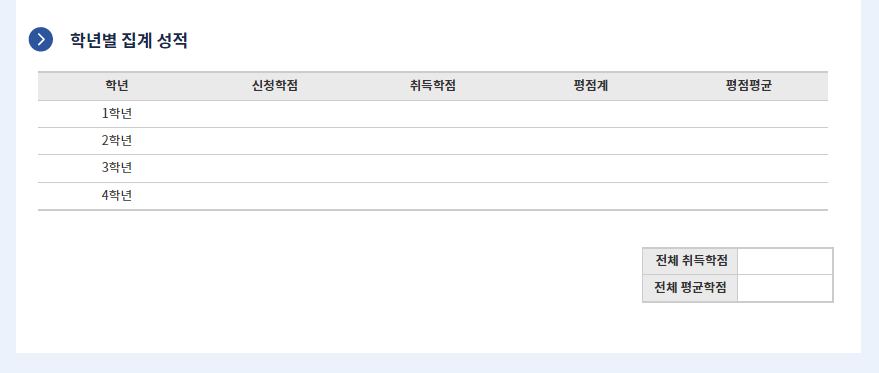 학년별 집계 성적
학년 신청학점 취득학점 평점계 평점평균
1학년
2학년
3학년
4학년
전체 취득학점
전체 평균학점